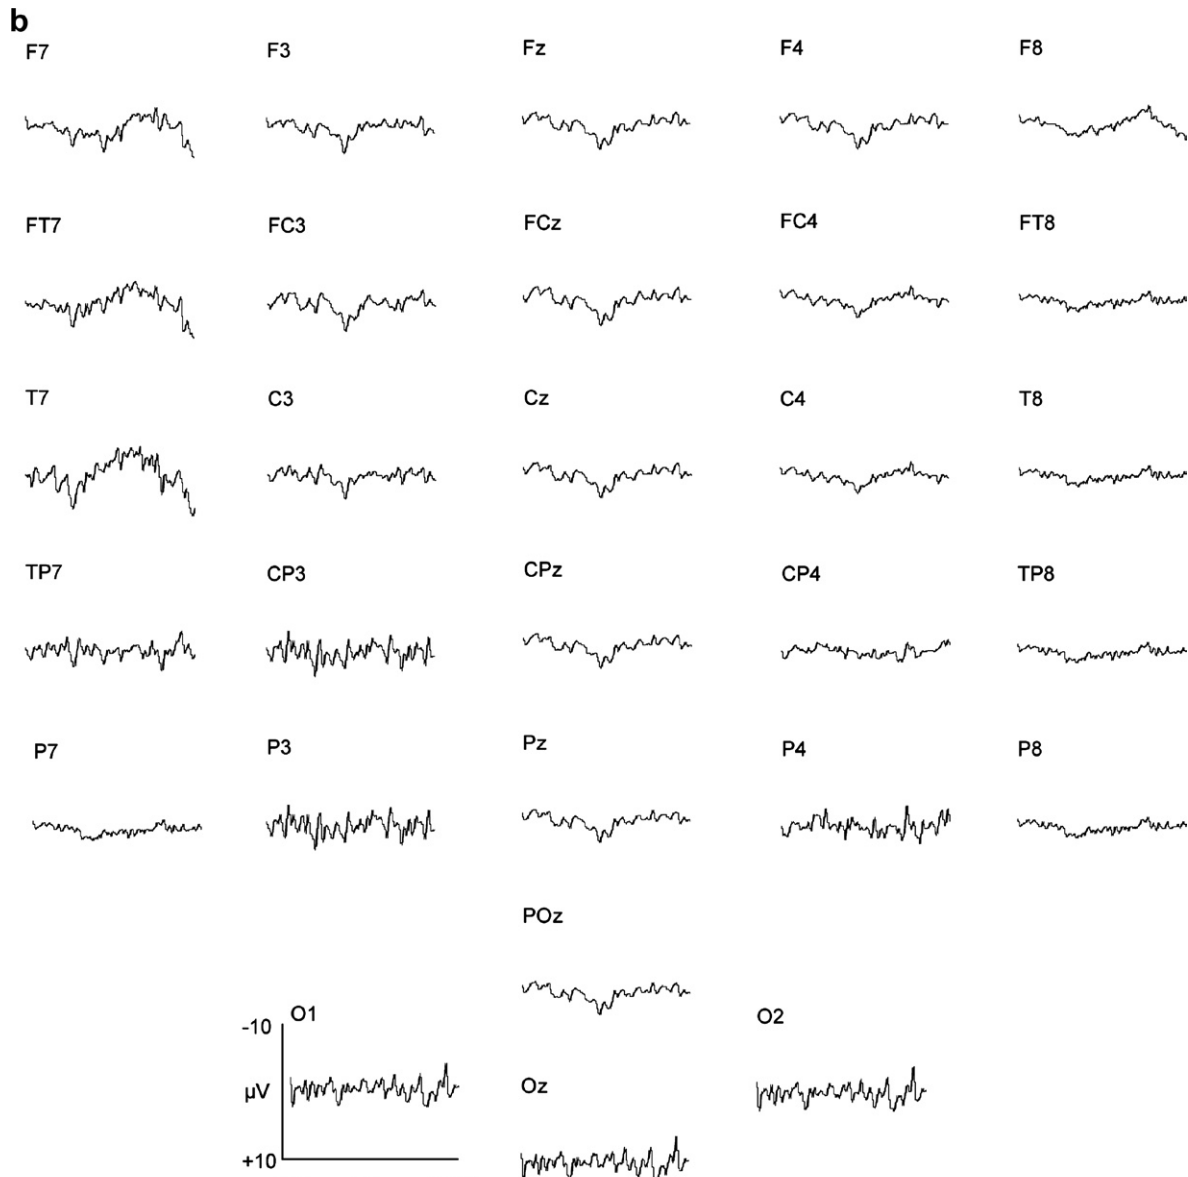 b
F7 F3 Fz F4 F8
FT7 FC3 FCz FC4 FT8
T7 C3 Cz C4 T8
TP7 CP3 CPz CP4 TP8
P7 P3 Pz P4 P8
POz
O1 O2
-10
µV
Oz
+10